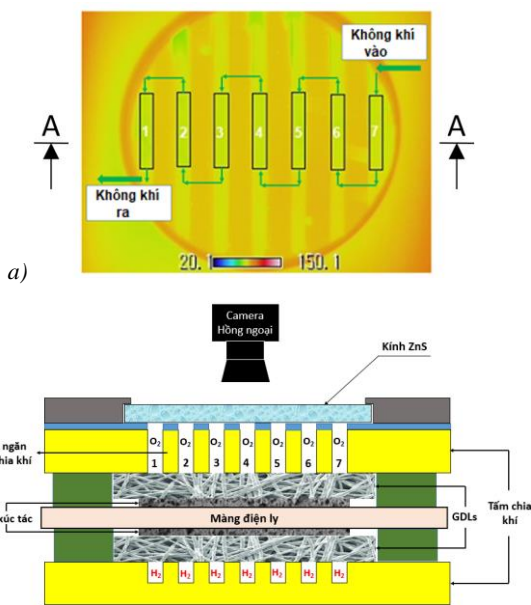 Không khí
vào
A
A
1 2 3 4 5 6 7
Không khí
ra
20.1 150.1
a)
Camera
Hồng ngoại
Kính ZnS
O2 O2 O2 O2 O2 O2 O2
ngăn
1 2 3 4 5 6 7
hia khí
Tấm chia
khí
GDLs
xúc tác
Màng điện ly
H2 H2 H2 H2 H2 H2 H2